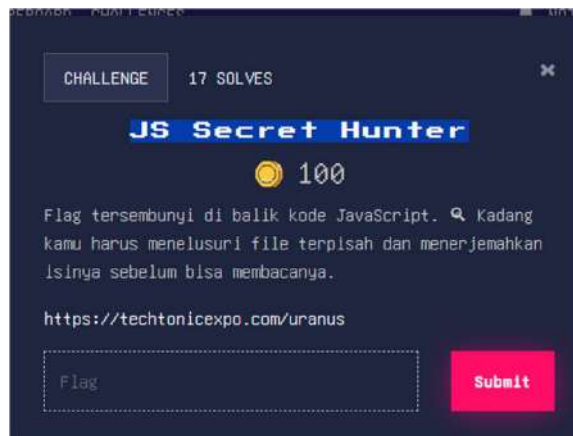 CHALLENGE
17 SOLVES
JS Secret Hunter
100
Flag tersembunyi di balik kode JavaScript. 🔍 Kadang
kamu harus menelusuri file terpisah dan menerjemahkan
isinya sebelum bisa membacanya.
https://techtonicexpo.com/uranus
Flag
Submit